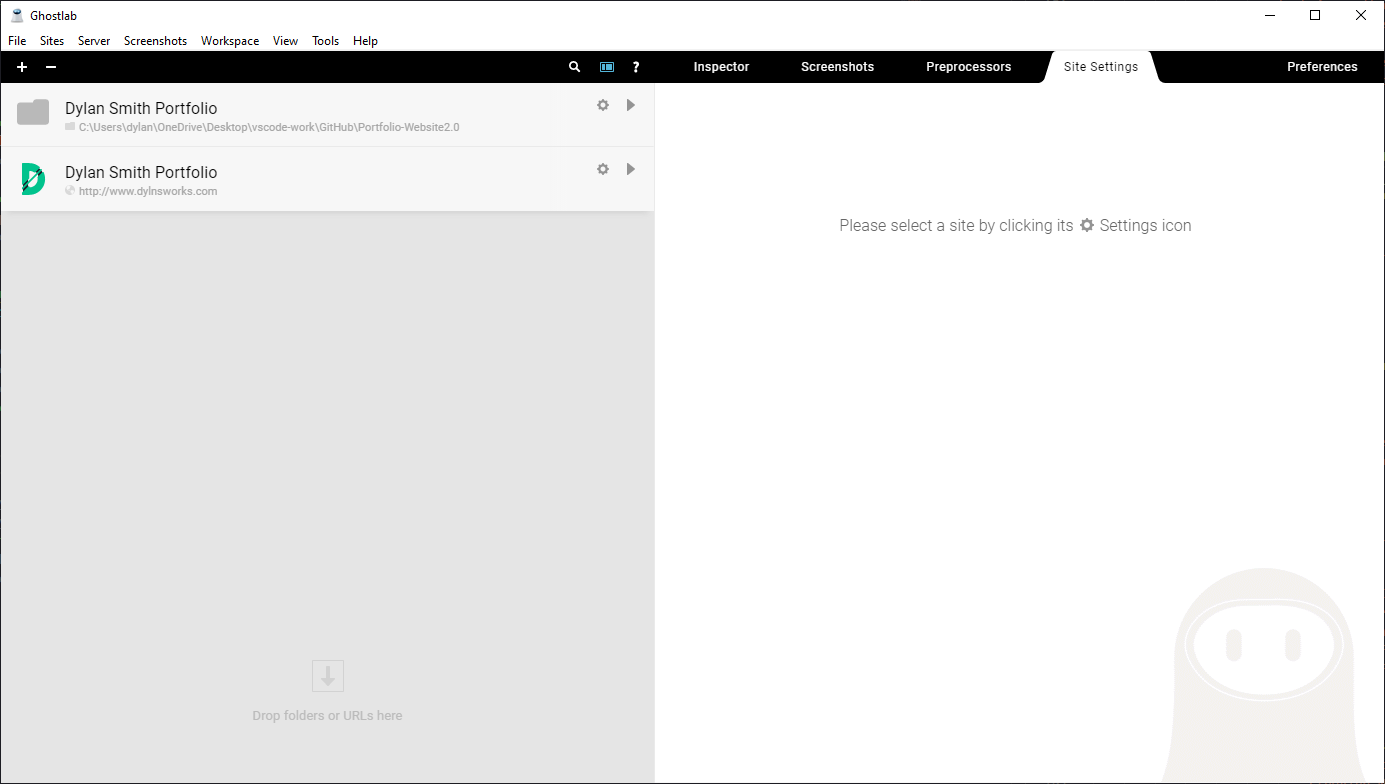 Ghostlab
File Sites Server Screenshots Workspace View Tools Help
+ − ? Inspector Screenshots Preprocessors Site Settings Preferences
Dylan Smith Portfolio
C:\Users\dylan\OneDrive\Desktop\vscode-work\GitHub\Portfolio-Website2.0
Dylan Smith Portfolio
http://www.dylnsworks.com
Please select a site by clicking its Settings icon
Drop folders or URLs here